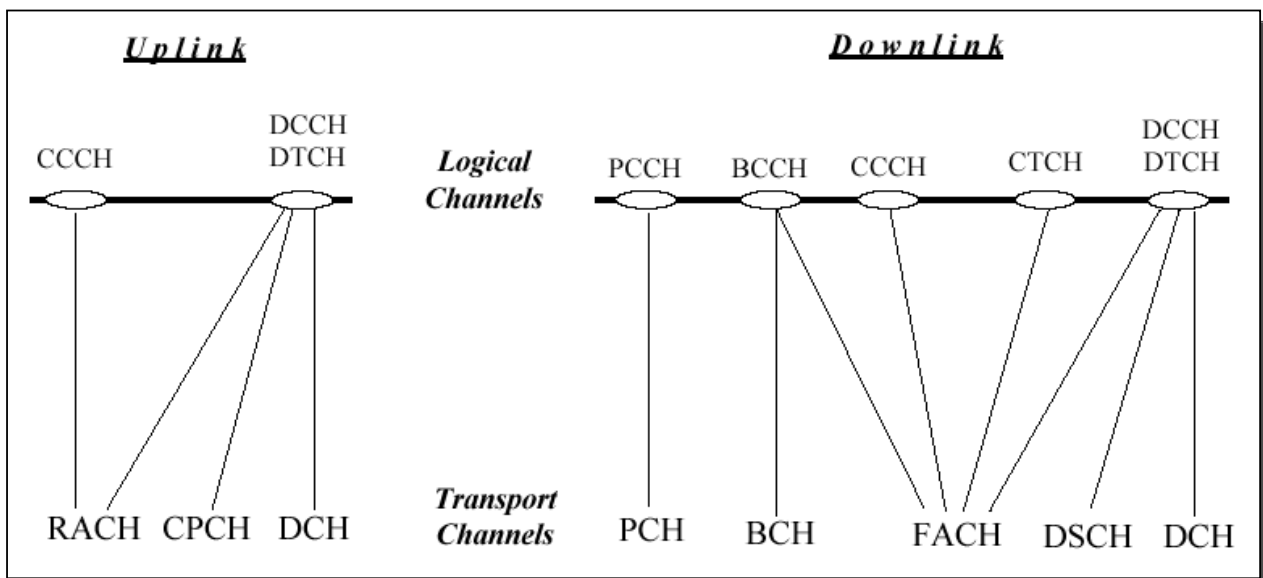 Uplink
Downlink
CCCH
DCCH
DTCH
Logical
Channels
PCCH
BCCH
CCCH
CTCH
DCCH
DTCH
RACH
CPCH
DCH
Transport
Channels
PCH
BCH
FACH
DSCH
DCH